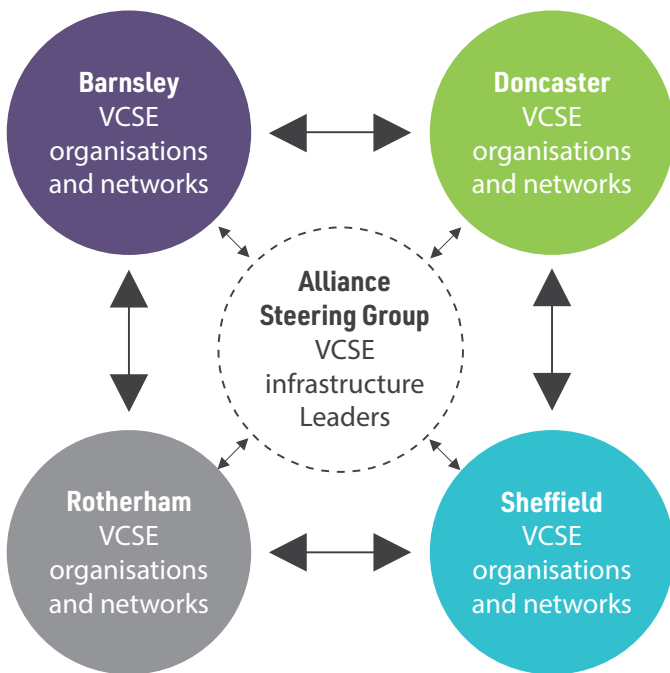 Barnsley
VCSE
organisations
and networks
Doncaster
VCSE
organisations
and networks
Alliance
Steering Group
VCSE
infrastructure
Leaders
Rotherham
VCSE
organisations
and networks
Sheffield
VCSE
organisations
and networks